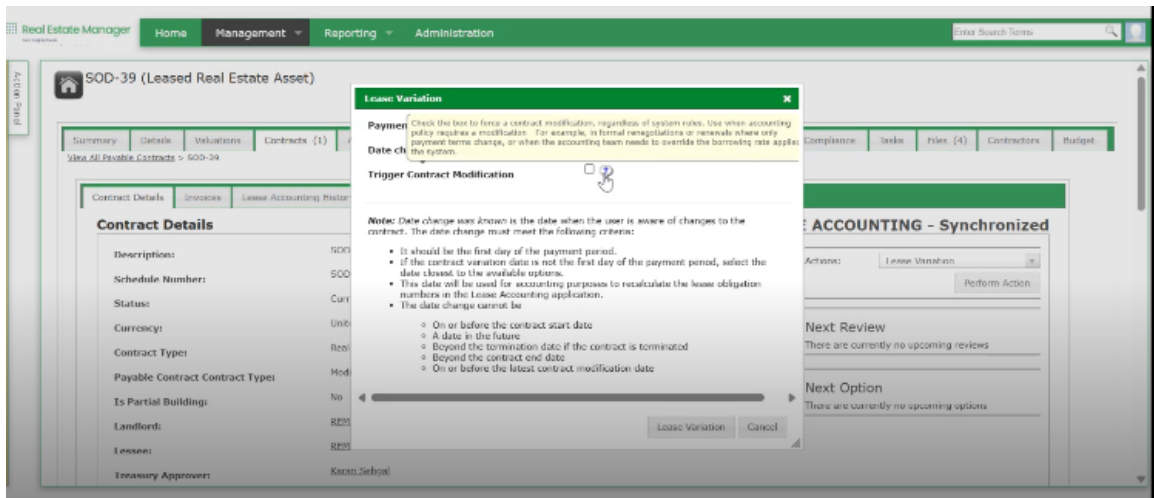 Real Estate Manager
Home
Management
Reporting
Administration
Enter Search Terms
Action Panel
SOD-39 (Leased Real Estate Asset)
Lease Variation
Check the box to force a contract modification, regardless of system rules. Use when accounting
policy requires a modification. For example, in formal renegotiations or renewals where only
payment terms change, or when the accounting team needs to override the borrowing rate applie
the system.
Paymen
Date ch
Trigger Contract Modification
Summary
Details
Valuations
Contracts (1)
Compliance
Tasks
Files (4)
Contractors
Budget
View All Payable Contracts > SOD-39
Contract Details
Invoices
Lease Accounting Histor
Note: Date change was known is the date when the user is aware of changes to the
contract. The date change must meet the following criteria:
It should be the first day of the payment period.
If the contract variation date is not the first day of the payment period, select the
date closest to the available options.
This date will be used for accounting purposes to recalculate the lease obligation
numbers in the Lease Accounting application.
The date change cannot be
On or before the contract start date
A date in the future
Beyond the termination date if the contract is terminated
Beyond the contract end date
On or before the latest contract modification date
Lease Variation
Cancel
Contract Details
Description:
SOD
Schedule Number:
SOD
Status:
Curr
Currency:
Unit
Contract Type:
Real
Payable Contract Contract Type:
Modi
Is Partial Building:
No
Landlord:
REM
Lessee:
REM
Treasury Approver:
Karan Sehgal
ACCOUNTING - Synchronized
Actions:
Lease Variation
Perform Action
Next Review
There are currently no upcoming reviews
Next Option
There are currently no upcoming options